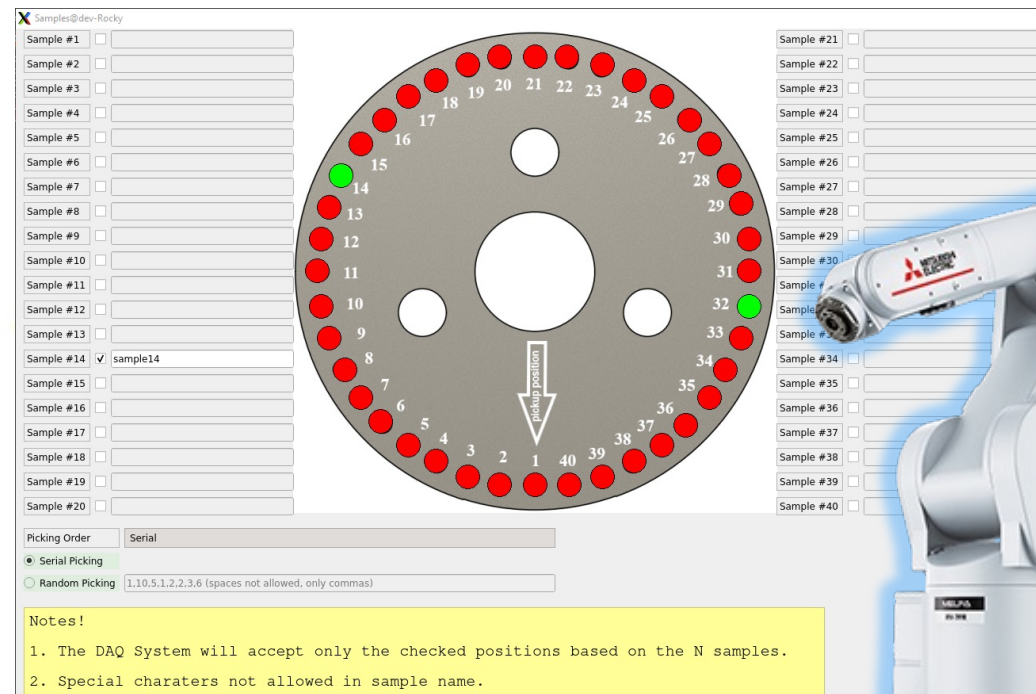 Samples@dev-Rocky
Sample #1
Sample #2
Sample #3
Sample #4
Sample #5
Sample #6
Sample #7
Sample #8
Sample #9
Sample #10
Sample #11
Sample #12
Sample #13
Sample #14 sample14
Sample #15
Sample #16
Sample #17
Sample #18
Sample #19
Sample #20
1
2
3
4
5
6
7
8
9
10
11
12
13
14
15
16
17
18
19
20
21
22
23
24
25
26
27
28
29
30
31
32
33
34
35
36
37
38
39
40
pickup position
Sample #21
Sample #22
Sample #23
Sample #24
Sample #25
Sample #26
Sample #27
Sample #28
Sample #29
Sample #30
Sample
Sample
Sample #34
Sample #35
Sample #36
Sample #37
Sample #38
Sample #39
Sample #40
MITSUBISHI
ELECTRIC
MELFA
Picking Order Serial
Serial Picking
Random Picking 1,10,5,1,2,2,3,6 (spaces not allowed, only commas)
Notes!
1. The DAQ System will accept only the checked positions based on the N samples.
2. Special charaters not allowed in sample name.